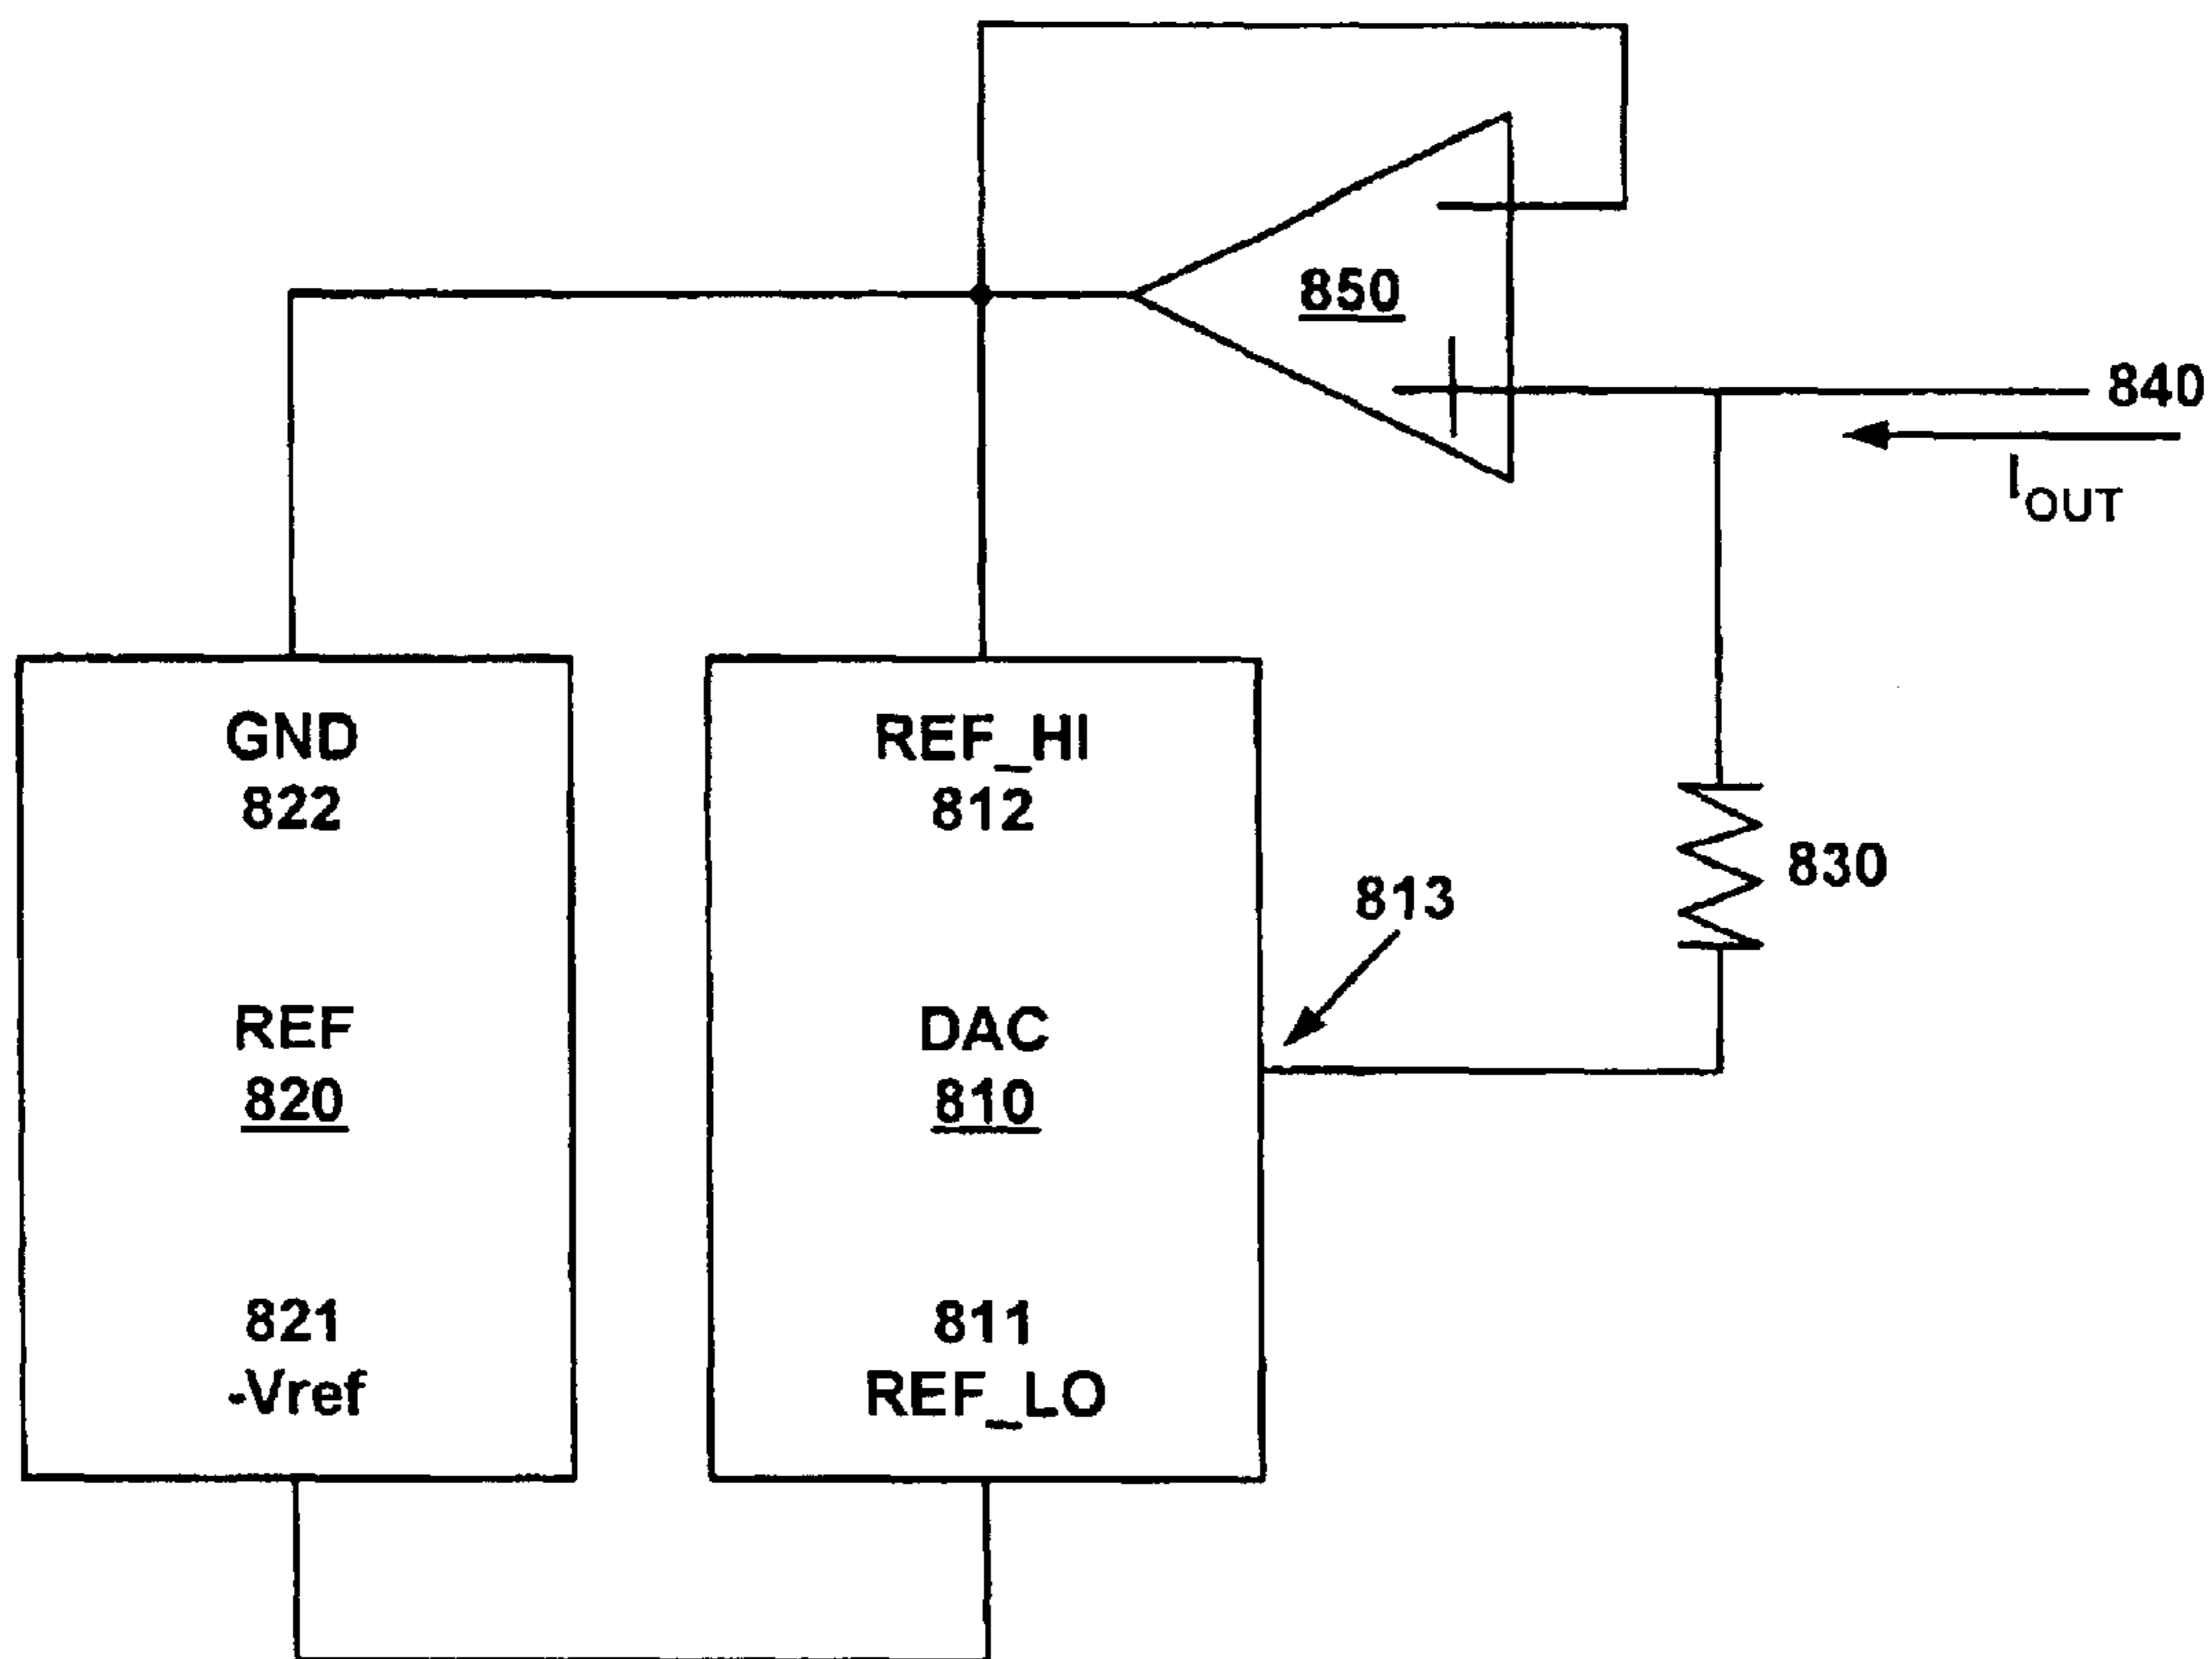 850
840
IOUT
GND
822
REF_HI
812
830
813
REF
820
DAC
810
821
-Vref
811
REF_LO